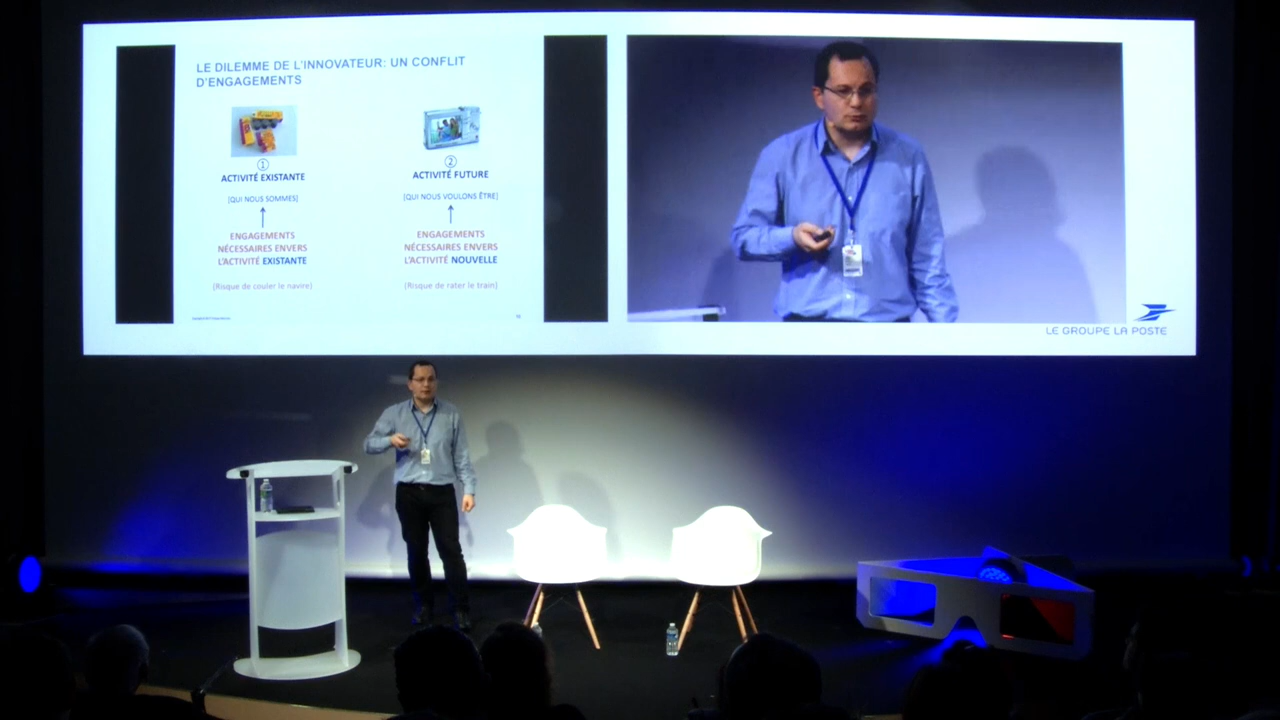 LE DILEMME DE L'INNOVATEUR: UN CONFLIT
D'ENGAGEMENTS
1
ACTIVITÉ EXISTANTE
[QUI NOUS SOMMES]
ENGAGEMENTS
NÉCESSAIRES ENVERS
L'ACTIVITÉ EXISTANTE
(Risque de couler le navire)
2
ACTIVITÉ FUTURE
[QUI NOUS VOULONS ÊTRE]
ENGAGEMENTS
NÉCESSAIRES ENVERS
L'ACTIVITÉ NOUVELLE
(Risque de rater le train)
LE GROUPE LA POSTE